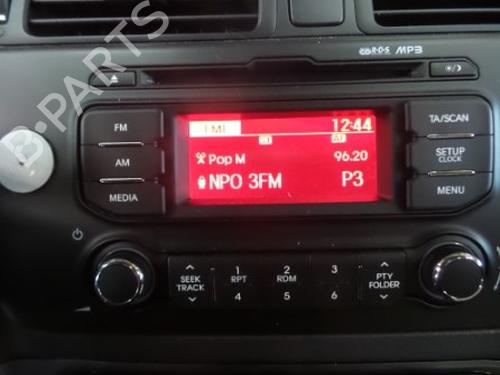 B-PARTS
R·D·S MP3
FM
AM
MEDIA
FM1
12:44
AF
Pop M 96.20
NPO 3FM P3
TA/SCAN
SETUP
CLOCK
MENU
SEEK
TRACK
1 2 3
RPT RDM
4 5 6
PTY
FOLDER